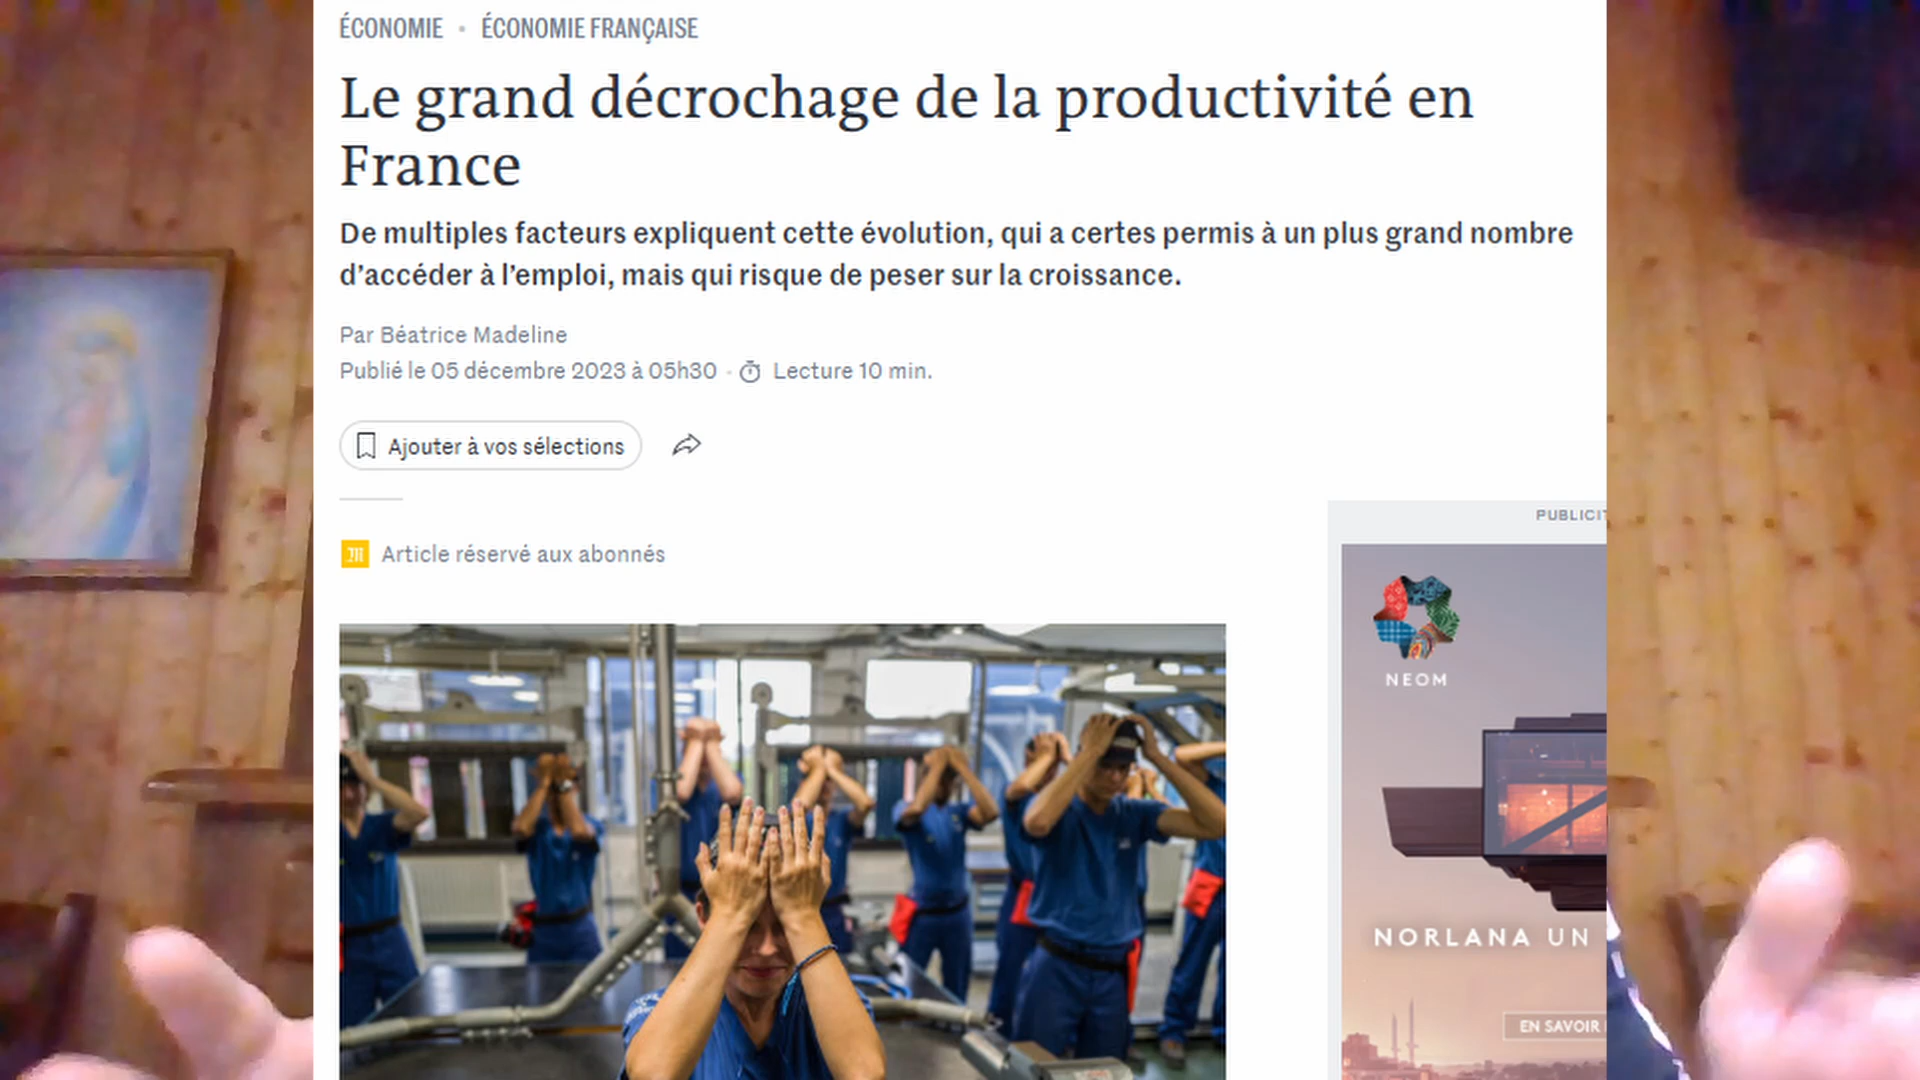 ÉCONOMIE • ÉCONOMIE FRANÇAISE
Le grand décrochage de la productivité en
France
De multiples facteurs expliquent cette évolution, qui a certes permis à un plus grand nombre
d’accéder à l’emploi, mais qui risque de peser sur la croissance.
Par Béatrice Madeline
Publié le 05 décembre 2023 à 05h30 • Lecture 10 min.
Ajouter à vos sélections
Article réservé aux abonnés
PUBLICIT
NEOM
NORLANA UN
EN SAVOIR